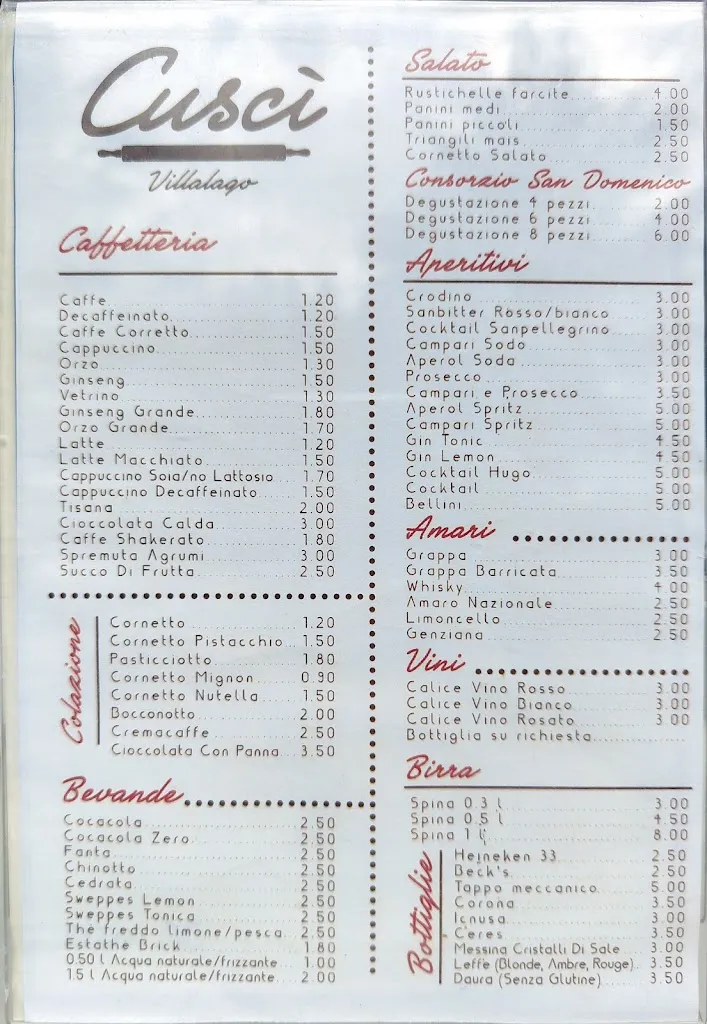 Cuscì
Villalago
Caffetteria
Caffe 1.20
Decaffeinato 1.20
Caffe Corretto 1.50
Cappuccino 1.50
Orzo 1.30
Ginseng 1.50
Vetrino 1.30
Ginseng Grande 1.80
Orzo Grande 1.70
Latte 1.20
Latte Macchiato 1.50
Cappuccino Soia/no Lattosio 1.70
Cappuccino Decaffeinato 1.50
Tisana 2.00
Cioccolata Calda 3.00
Caffe Shakerato 1.80
Spremuta Agrumi 3.00
Succo Di Frutta 2.50
Colazione
Cornetto 1.20
Cornetto Pistacchio 1.50
Pasticciotto 1.80
Cornetto Mignon 0.90
Cornetto Nutella 1.50
Bocconotto 2.00
Cremacaffe 2.50
Cioccolata Con Panna 3.50
Bevande
Cocacola 2.50
Cocacola Zero 2.50
Fanta 2.50
Chinotto 2.50
Cedrata 2.50
Sweppes Lemon 2.50
Sweppes Tonica 2.50
The freddo limone/pesca 2.50
Estathe Brick 1.80
0.50 l Acqua naturale/frizzante 1.00
1.5 l Acqua naturale/frizzante 2.00
Salato
Rustichelle farcite 4.00
Panini medi 2.00
Panini piccoli 1.50
Triangili mais 2.50
Cornetto Salato 2.50
Consorzio San Domenico
Degustazione 4 pezzi 2.00
Degustazione 6 pezzi 4.00
Degustazione 8 pezzi 6.00
Aperitivi
Crodino 3.00
Sanbitter Rosso/bianco 3.00
Cocktail Sanpellegrino 3.00
Campari Sodo 3.00
Aperol Soda 3.00
Prosecco 3.00
Campari e Prosecco 3.50
Aperol Spritz 5.00
Campari Spritz 5.00
Gin Tonic 4.50
Gin Lemon 4.50
Cocktail Hugo 5.00
Cocktail 5.00
Bellini 5.00
Amari
Grappa 3.00
Grappa Barricata 3.50
Whisky 4.00
Amaro Nazionale 2.50
Limoncello 2.50
Genziana 2.50
Vini
Calice Vino Rosso 3.00
Calice Vino Bianco 3.00
Calice Vino Rosato 3.00
Bottiglia su richiesta
Birra
Spina 0.3 l 3.00
Spina 0.5 l 4.50
Spina 1 l 8.00
Bottiglie
Heineken 33 2.50
Beck's 2.50
Tappo meccanico 5.00
Corona 3.50
Icnusa 3.00
Ceres 3.50
Messina Cristalli Di Sale 3.00
Leffe (Blonde, Ambre, Rouge) 3.50
Daura (Senza Glutine) 3.50